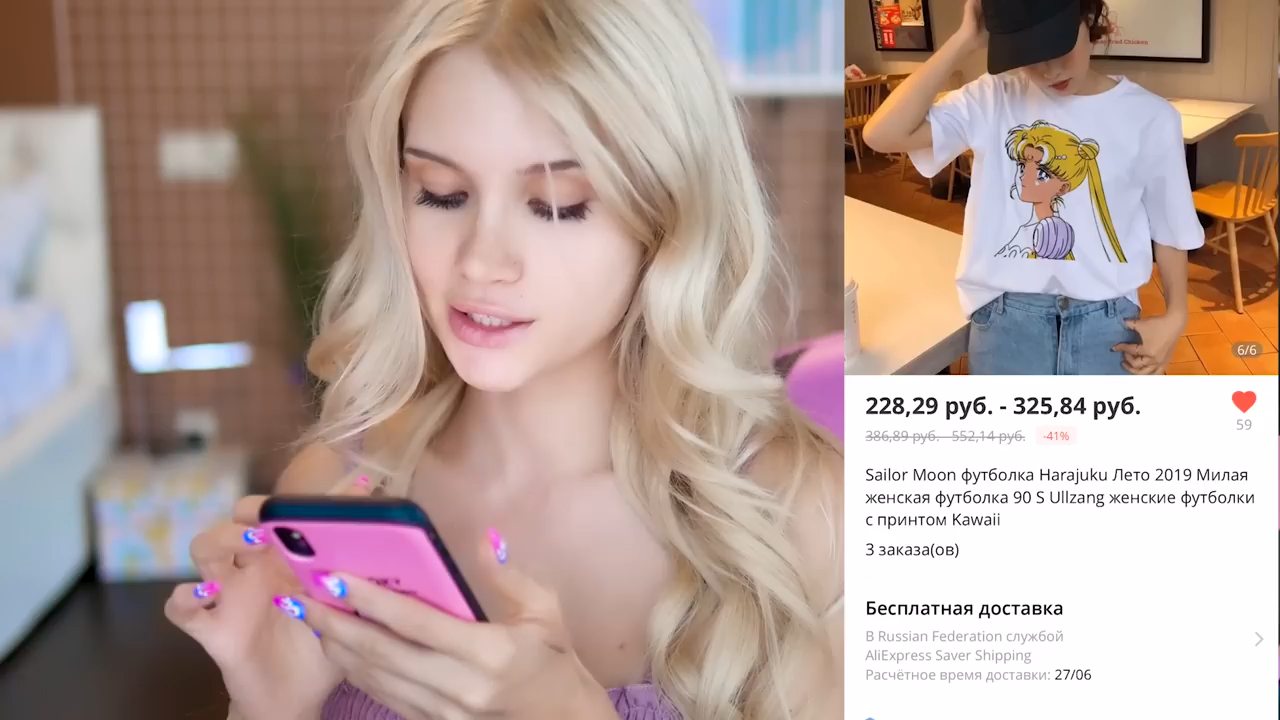 6/6
228,29 руб. - 325,84 руб.
59
386,89 руб. - 552,14 руб. -41%
Sailor Moon футболка Harajuku Лето 2019 Милая
женская футболка 90 S Ullzang женские футболки
с принтом Kawaii
3 заказа(ов)
Бесплатная доставка
В Russian Federation службой
AliExpress Saver Shipping
Расчётное время доставки: 27/06